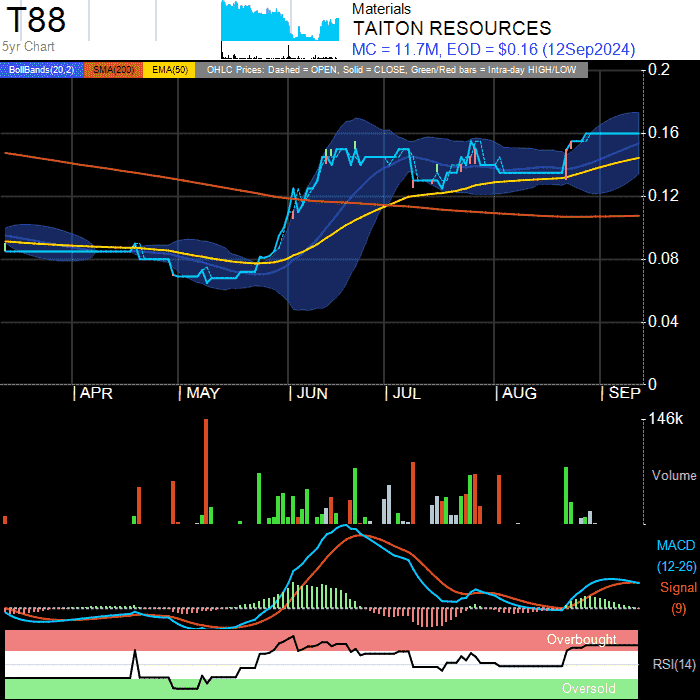 T88
5yr Chart
Materials
TAITON RESOURCES
MC = 11.7M, EOD = $0.16 (12Sep2024)
BollBands(20,2) SMA(200) EMA(50) OHLC Prices: Dashed = OPEN, Solid = CLOSE, Green/Red bars = Intra-day HIGH/LOW
0.2
0.16
0.12
0.08
0.04
0
APR MAY JUN JUL AUG SEP
146k
Volume
MACD
(12-26)
Signal
(9)
Overbought
RSI(14)
Oversold